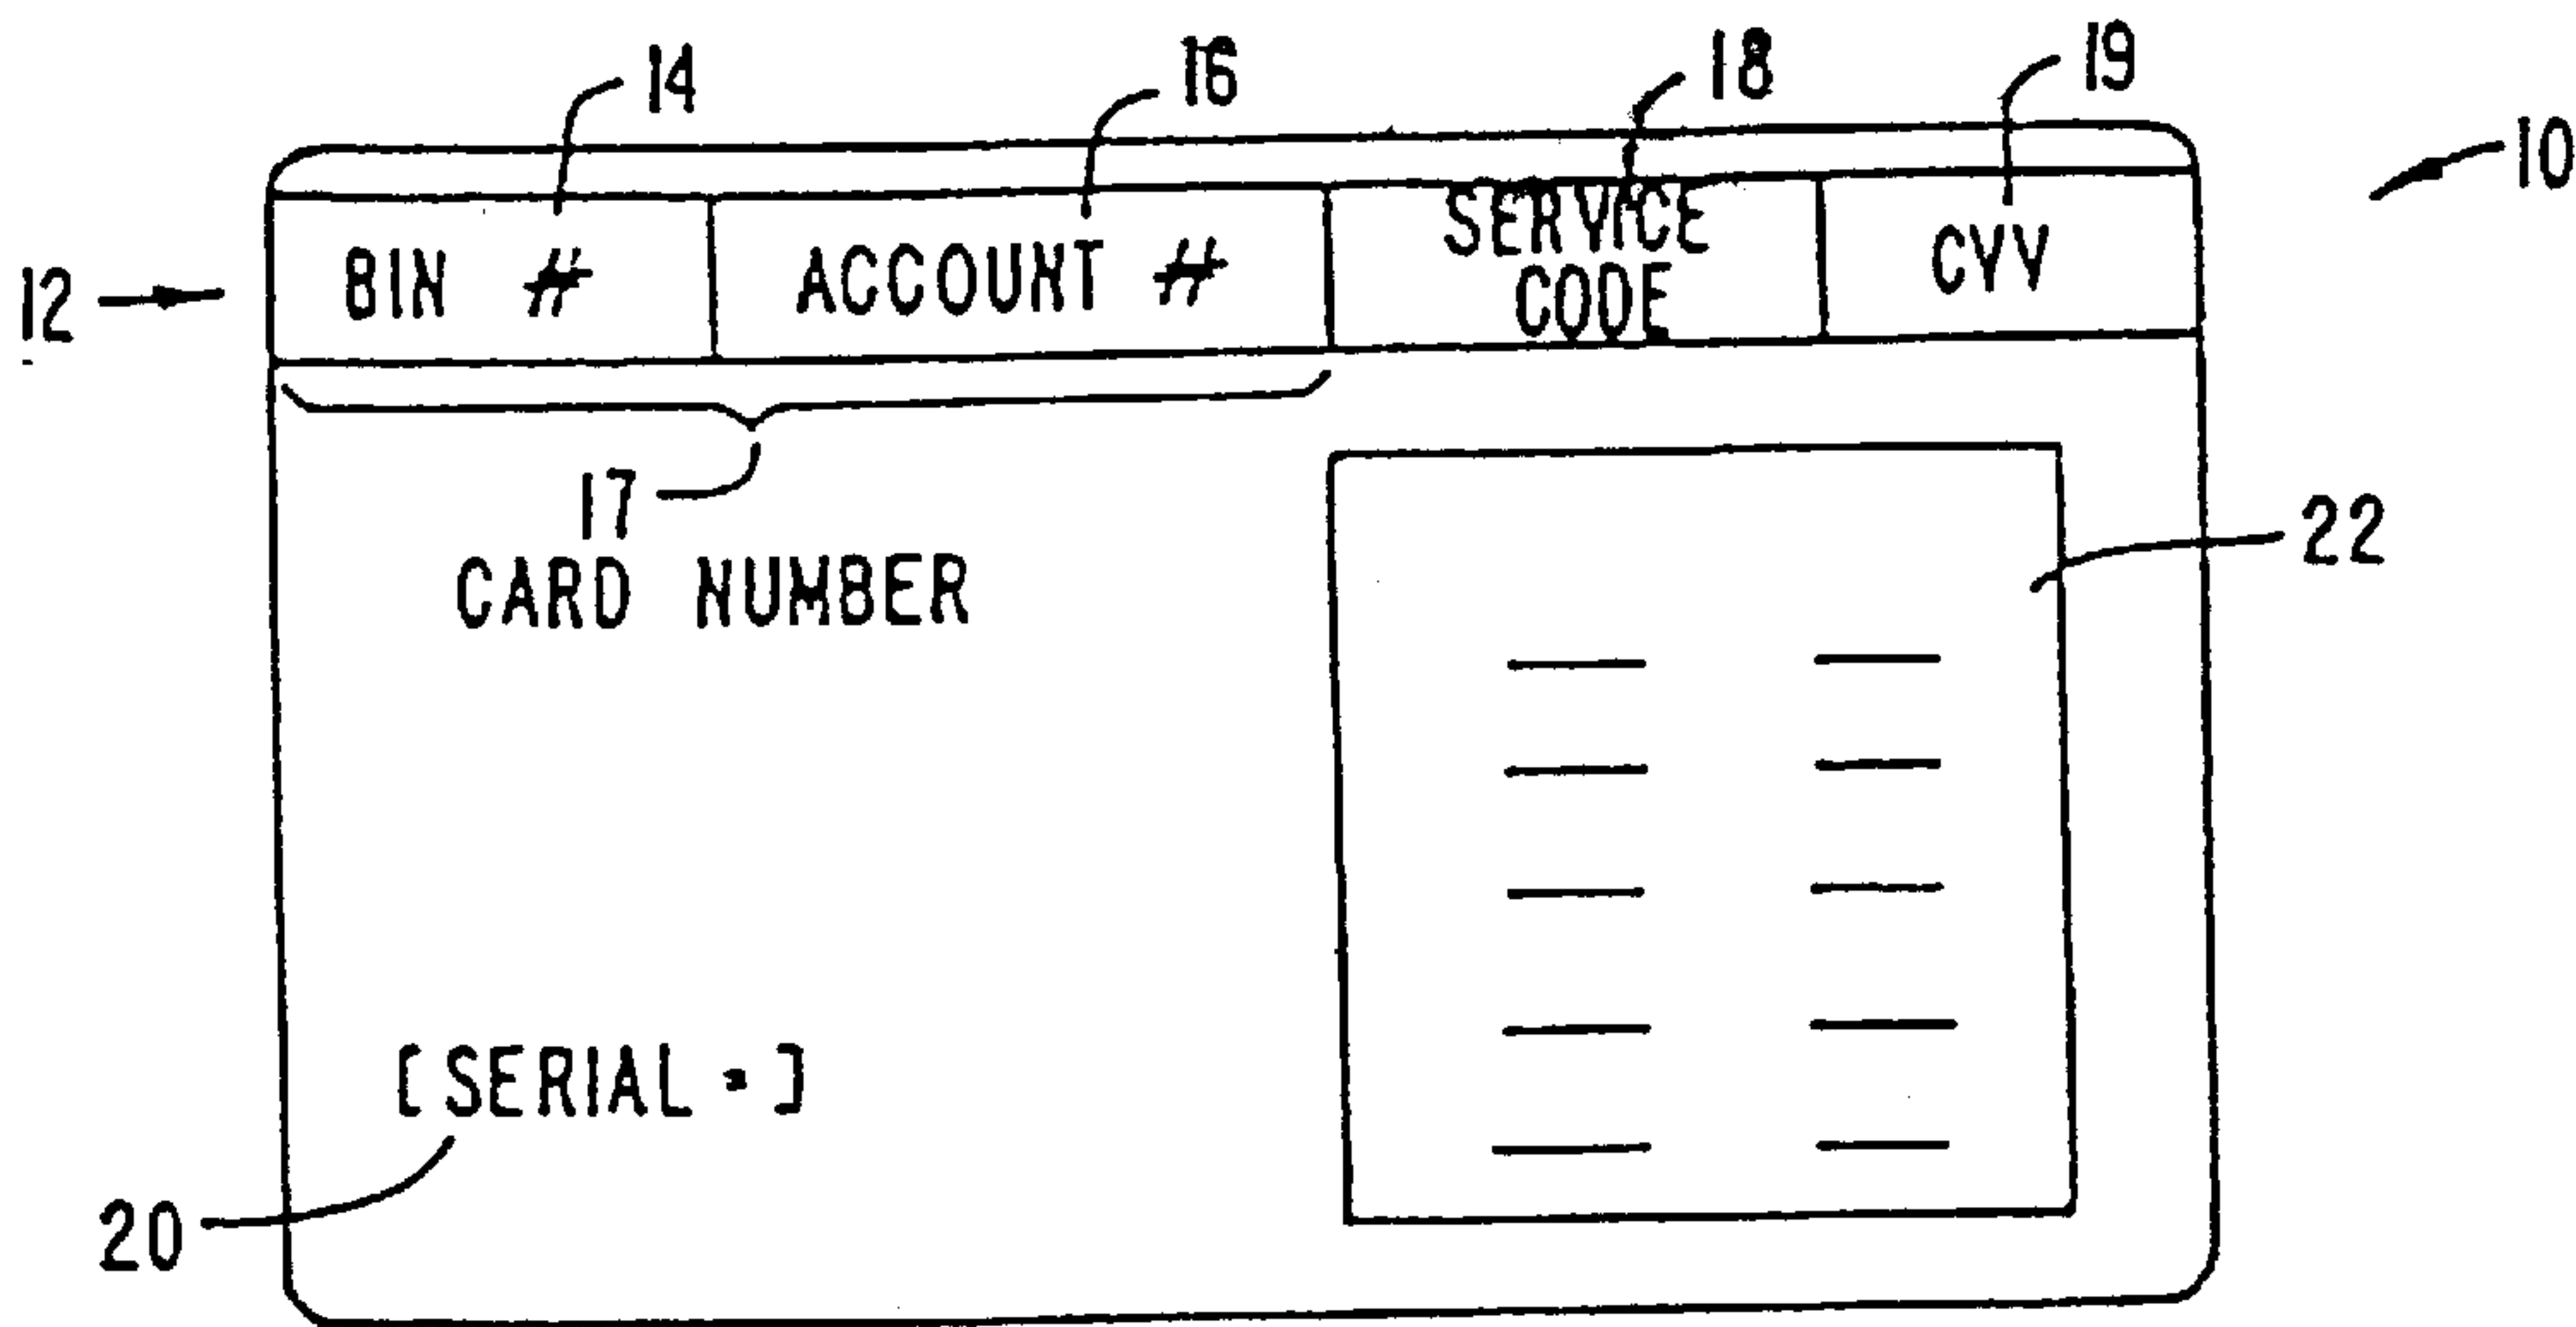 14 16 18 19
10
12 BIN # ACCOUNT # SERVICE CODE CVV
17
CARD NUMBER
22
[SERIAL = ]
20